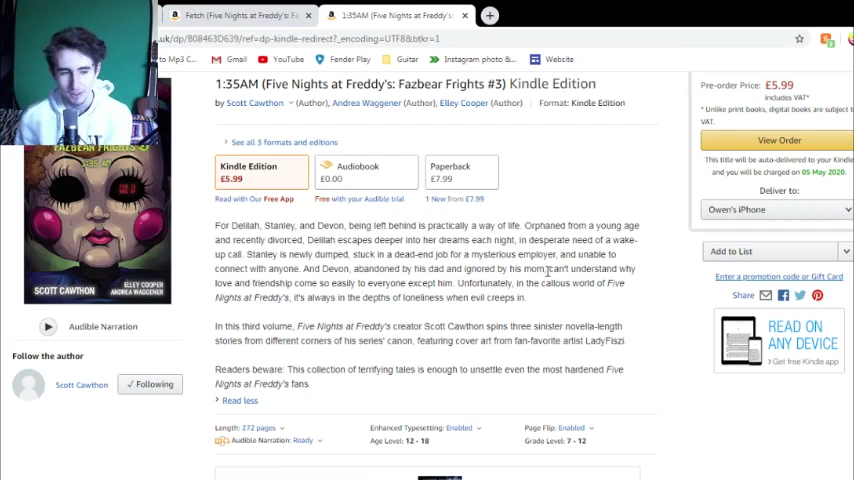 Fetch (Five Nights at Freddy's: Fa
1:35AM (Five Nights at Freddy's:
.uk/dp/B08463D639/ref=dp-kindle-redirect?_encoding=UTF8&btkr=1
to Mp3 C...
Gmail
YouTube
Fender Play
Guitar
Instagram photo &...
Website
1:35AM (Five Nights at Freddy's: Fazbear Frights #3) Kindle Edition
by Scott Cawthon (Author), Andrea Waggener (Author), Elley Cooper (Author) Format: Kindle Edition
See all 3 formats and editions
Kindle Edition
£5.99
Audiobook
£0.00
Paperback
£7.99
Read with Our Free App
Free with your Audible trial
1 New from £7.99
For Delilah, Stanley, and Devon, being left behind is practically a way of life. Orphaned from a young age
and recently divorced, Delilah escapes deeper into her dreams each night, in desperate need of a wake-
up call. Stanley is newly dumped, stuck in a dead-end job for a mysterious employer, and unable to
connect with anyone. And Devon, abandoned by his dad and ignored by his mom, can't understand why
love and friendship come so easily to everyone except him. Unfortunately, in the callous world of Five
Nights at Freddy's, it's always in the depths of loneliness when evil creeps in.
In this third volume, Five Nights at Freddy's creator Scott Cawthon spins three sinister novella-length
stories from different corners of his series' canon, featuring cover art from fan-favorite artist LadyFiszi.
Readers beware: This collection of terrifying tales is enough to unsettle even the most hardened Five
Nights at Freddy's fans.
Read less
Length: 272 pages
Enhanced Typesetting: Enabled
Page Flip: Enabled
Audible Narration: Ready
Age Level: 12 - 18
Grade Level: 7 - 12
FAZBEAR FRIGHTS
1:35 AM
SCOTT CAWTHON
ELLEY COOPER
ANDREA WAGGENER
Audible Narration
Follow the author
Scott Cawthon
✓ Following
Pre-order Price: £5.99
includes VAT*
* Unlike print books, digital books are subject to
VAT.
View Order
This title will be auto-delivered to your Kindle
and you will be charged on 05 May 2020.
Deliver to:
Owen's iPhone
Add to List
Enter a promotion code or Gift Card
Share
READ ON
ANY DEVICE
Get free Kindle app